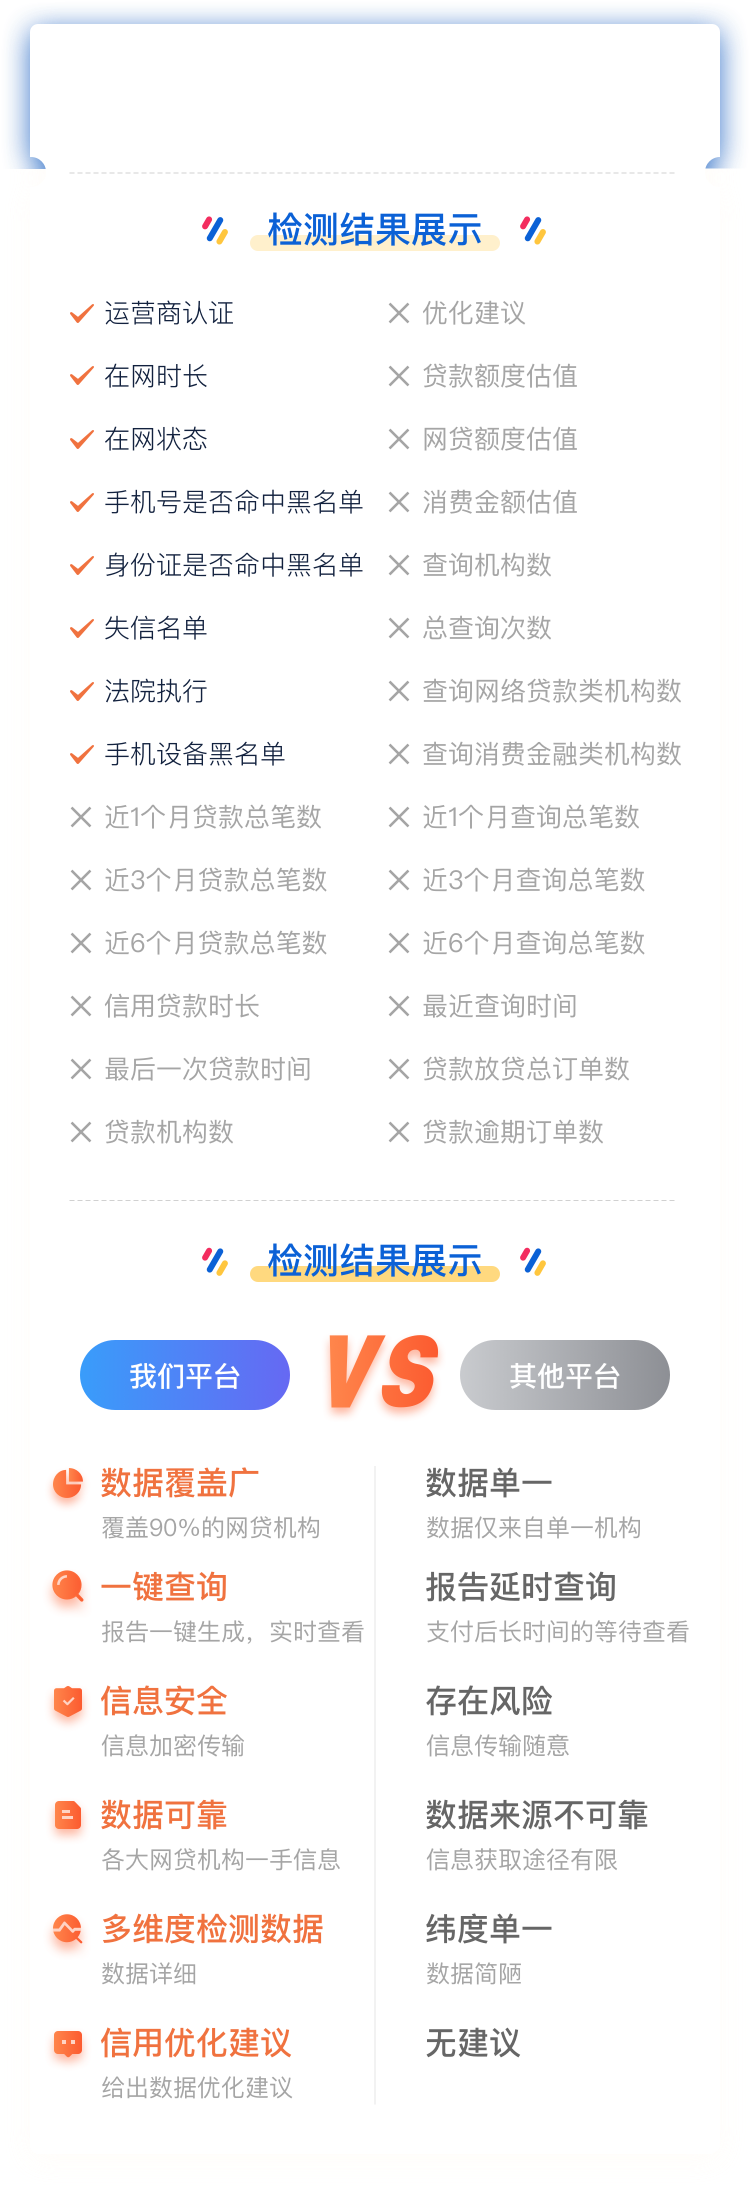 检测结果展示
运营商认证
优化建议
在网时长
贷款额度估值
在网状态
网贷额度估值
手机号是否命中黑名单
消费金额估值
身份证是否命中黑名单
查询机构数
失信名单
总查询次数
法院执行
查询网络贷款类机构数
手机设备黑名单
查询消费金融类机构数
近1个月贷款总笔数
近1个月查询总笔数
近3个月贷款总笔数
近3个月查询总笔数
近6个月贷款总笔数
近6个月查询总笔数
信用贷款时长
最近查询时间
最后一次贷款时间
贷款放贷总订单数
贷款机构数
贷款逾期订单数
检测结果展示
我们平台
VS
其他平台
数据覆盖广
数据单一
覆盖90%的网贷机构
数据仅来自单一机构
一键查询
报告延时查询
报告一键生成，实时查看
支付后长时间的等待查看
信息安全
存在风险
信息加密传输
信息传输随意
数据可靠
数据来源不可靠
各大网贷机构一手信息
信息获取途径有限
多维度检测数据
纬度单一
数据详细
数据简陋
信用优化建议
无建议
给出数据优化建议